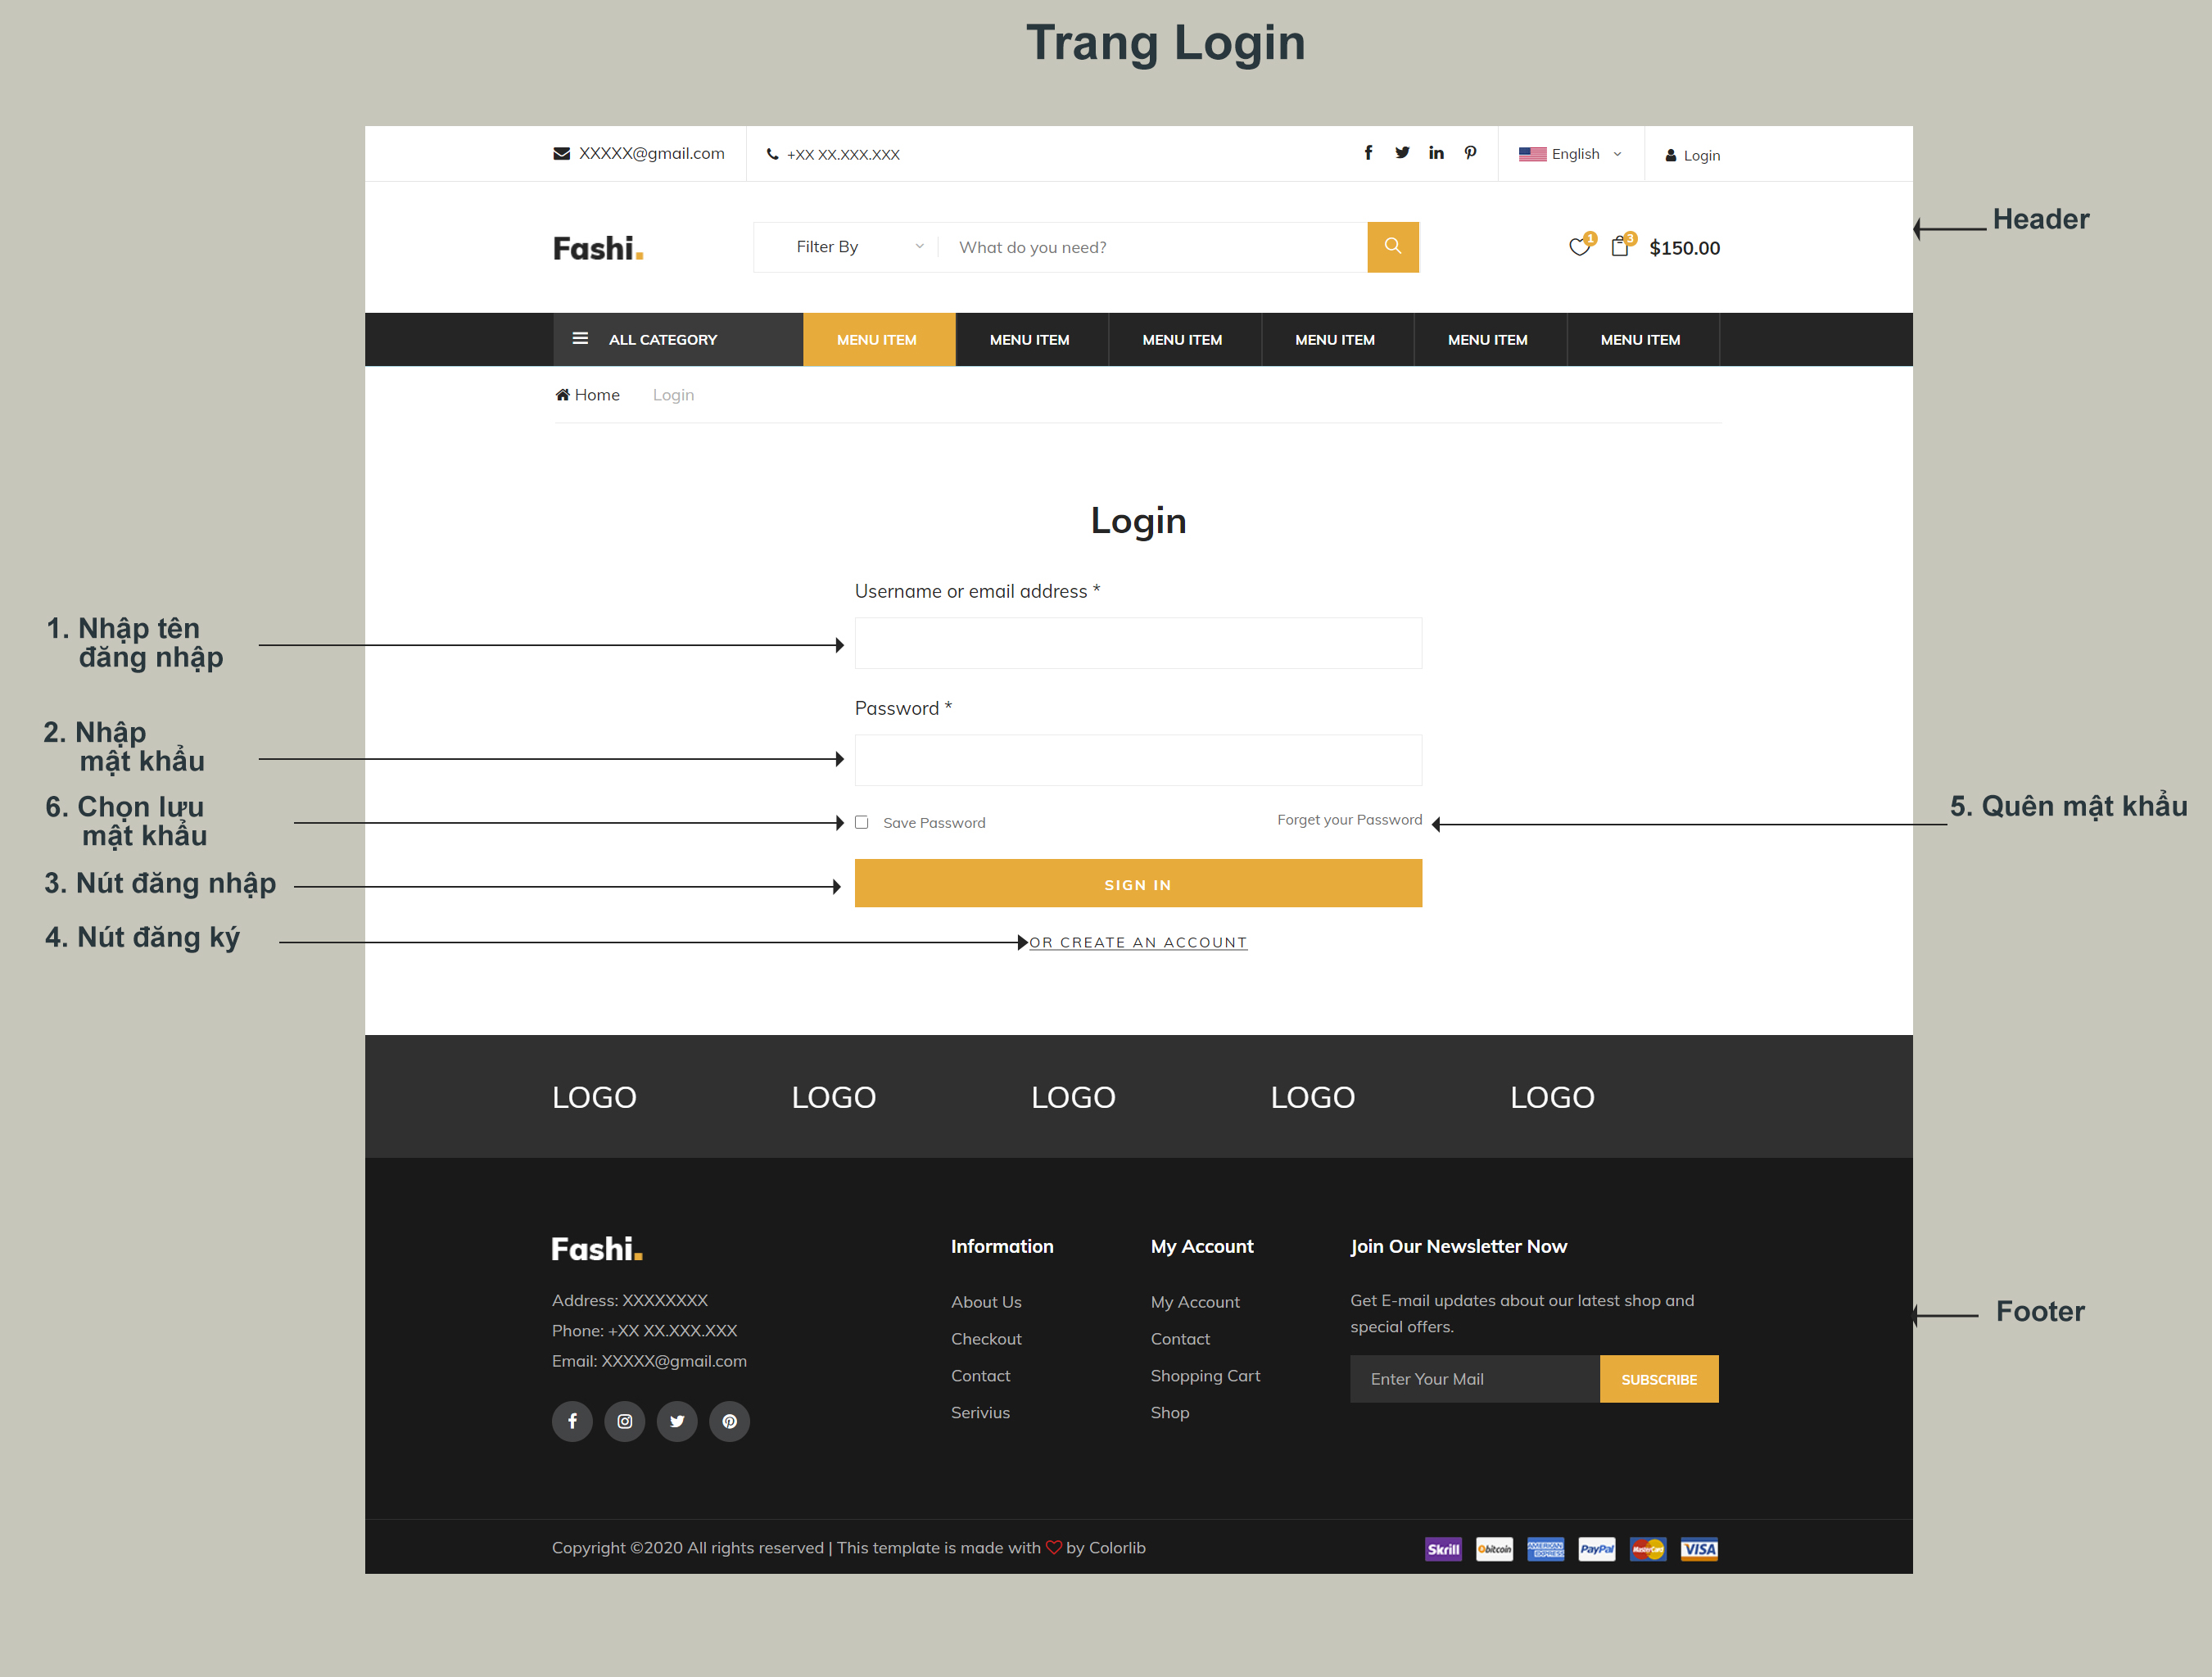 Trang Login
XXXXX@gmail.com
+XX XX.XXX.XXX
English
Login
Header
Fashi.
Filter By
What do you need?
1
3
$150.00
ALL CATEGORY
MENU ITEM
MENU ITEM
MENU ITEM
MENU ITEM
MENU ITEM
MENU ITEM
Home
Login
Login
Username or email address *
1. Nhập tên
đăng nhập
Password *
2. Nhập
mật khẩu
6. Chọn lưu
mật khẩu
Save Password
Forget your Password
5. Quên mật khẩu
3. Nút đăng nhập
SIGN IN
4. Nút đăng ký
OR CREATE AN ACCOUNT
LOGO
LOGO
LOGO
LOGO
LOGO
Fashi.
Address: XXXXXXXX
Phone: +XX XX.XXX.XXX
Email: XXXXX@gmail.com
Information
About Us
Checkout
Contact
Serivius
My Account
My Account
Contact
Shopping Cart
Shop
Join Our Newsletter Now
Get E-mail updates about our latest shop and
special offers.
Enter Your Mail
SUBSCRIBE
Footer
Copyright ©2020 All rights reserved | This template is made with ♡ by Colorlib
Skrill
bitcoin
AMERICAN
EXPRESS
PayPal
MasterCard
VISA